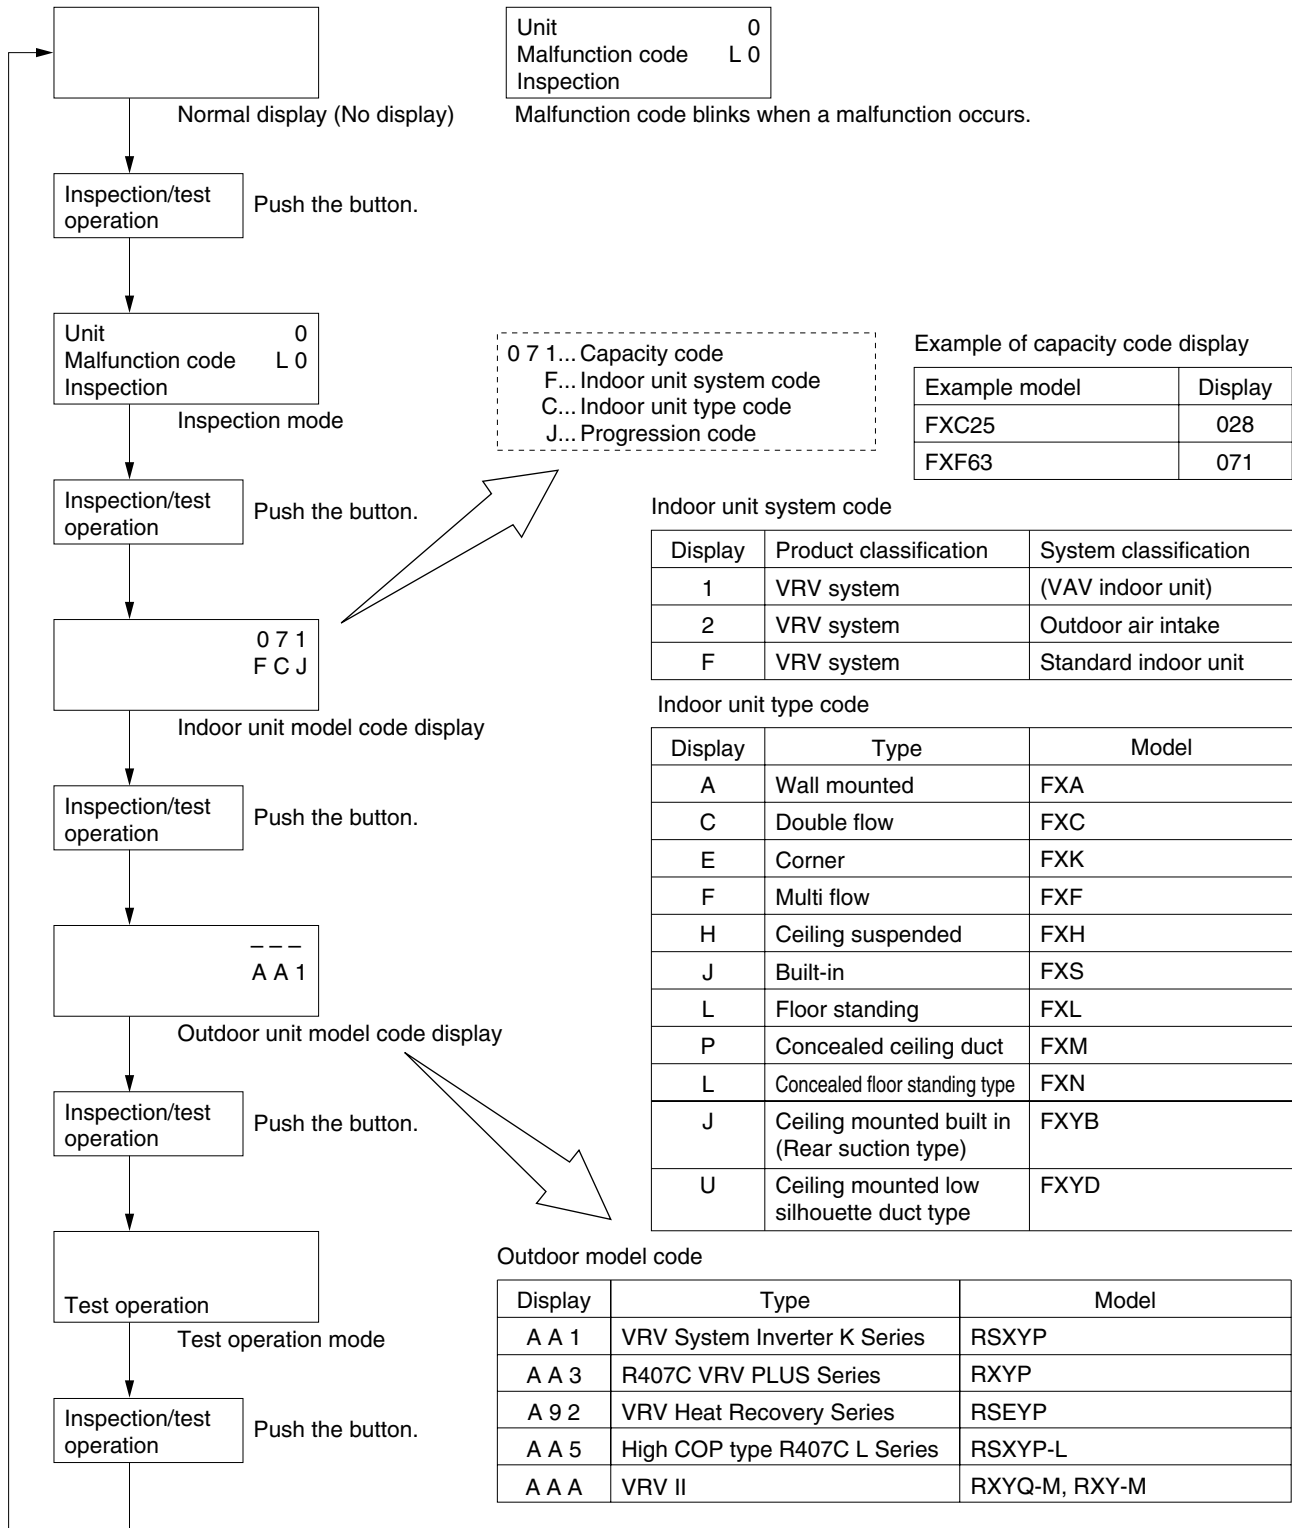 Unit 0
Malfunction code L 0
Inspection
Normal display (No display)
Malfunction code blinks when a malfunction occurs.
Inspection/test
operation
Push the button.
Unit 0
Malfunction code L 0
Inspection
Inspection mode
0 7 1... Capacity code
F... Indoor unit system code
C... Indoor unit type code
J... Progression code
Example of capacity code display
Example model Display
FXC25 028
FXF63 071
Inspection/test
operation
Push the button.
0 7 1
F C J
Indoor unit model code display
Indoor unit system code
Display Product classification System classification
1 VRV system (VAV indoor unit)
2 VRV system Outdoor air intake
F VRV system Standard indoor unit
Indoor unit type code
Display Type Model
A Wall mounted FXA
C Double flow FXC
E Corner FXK
F Multi flow FXF
H Ceiling suspended FXH
J Built-in FXS
L Floor standing FXL
P Concealed ceiling duct FXM
L Concealed floor standing type FXN
J Ceiling mounted built in FXYB
(Rear suction type)
U Ceiling mounted low FXYD
silhouette duct type
Inspection/test
operation
Push the button.
– – –
A A 1
Outdoor unit model code display
Inspection/test
operation
Push the button.
Test operation
Test operation mode
Inspection/test
operation
Push the button.
Outdoor model code
Display Type Model
A A 1 VRV System Inverter K Series RSXYP
A A 3 R407C VRV PLUS Series RXYP
A 9 2 VRV Heat Recovery Series RSEYP
A A 5 High COP type R407C L Series RSXYP-L
A A A VRV II RXYQ-M, RXY-M